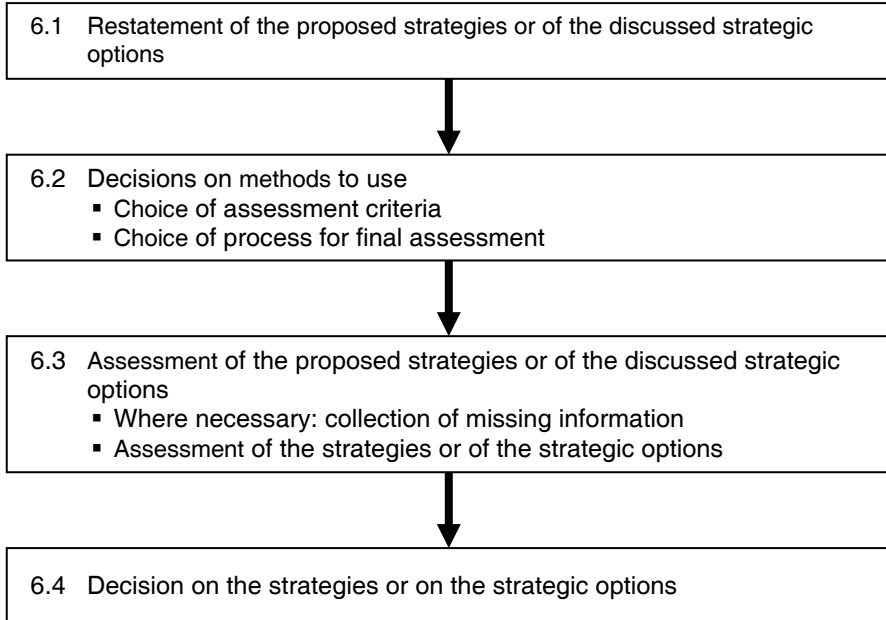 6.1 Restatement of the proposed strategies or of the discussed strategic
options
6.2 Decisions on methods to use
▪ Choice of assessment criteria
▪ Choice of process for final assessment
6.3 Assessment of the proposed strategies or of the discussed strategic
options
▪ Where necessary: collection of missing information
▪ Assessment of the strategies or of the strategic options
6.4 Decision on the strategies or on the strategic options